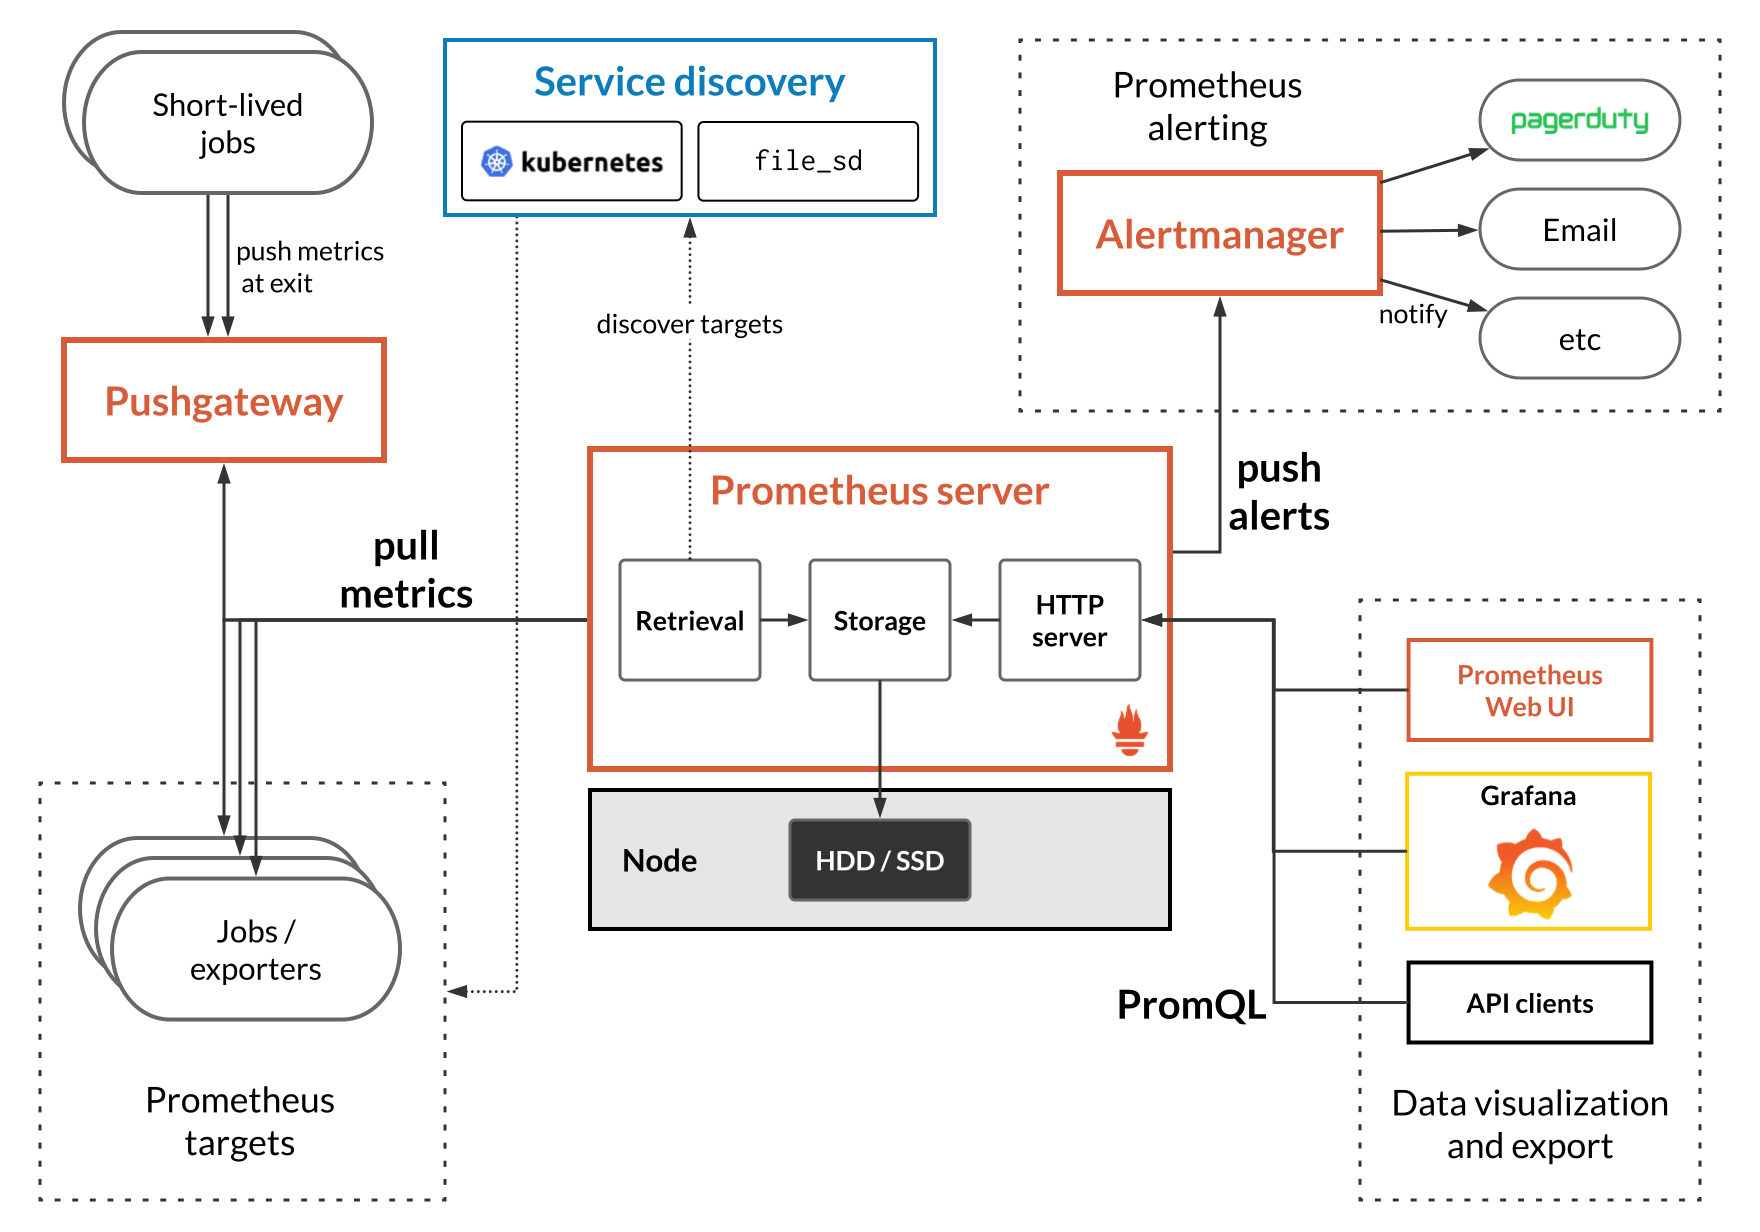 Short-lived
jobs
push metrics
at exit
Pushgateway
Service discovery
kubernetes
file_sd
discover targets
Prometheus
alerting
Alertmanager
pagerduty
Email
etc
notify
push
alerts
pull
metrics
Prometheus server
Retrieval
Storage
HTTP
server
Node
HDD / SSD
Jobs /
exporters
Prometheus
targets
PromQL
Prometheus
Web UI
Grafana
API clients
Data visualization
and export